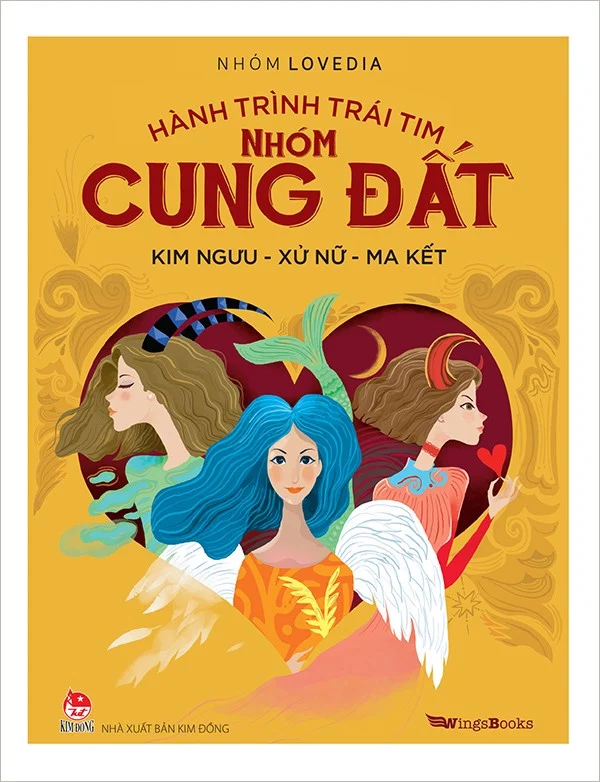 NHÓM LOVEDIA
HÀNH TRÌNH TRÁI TIM
NHÓM
CUNG ĐẤT
KIM NGƯU - XỬ NỮ - MA KẾT
KIM ĐỒNG
NHÀ XUẤT BẢN KIM ĐỒNG
WingsBooks